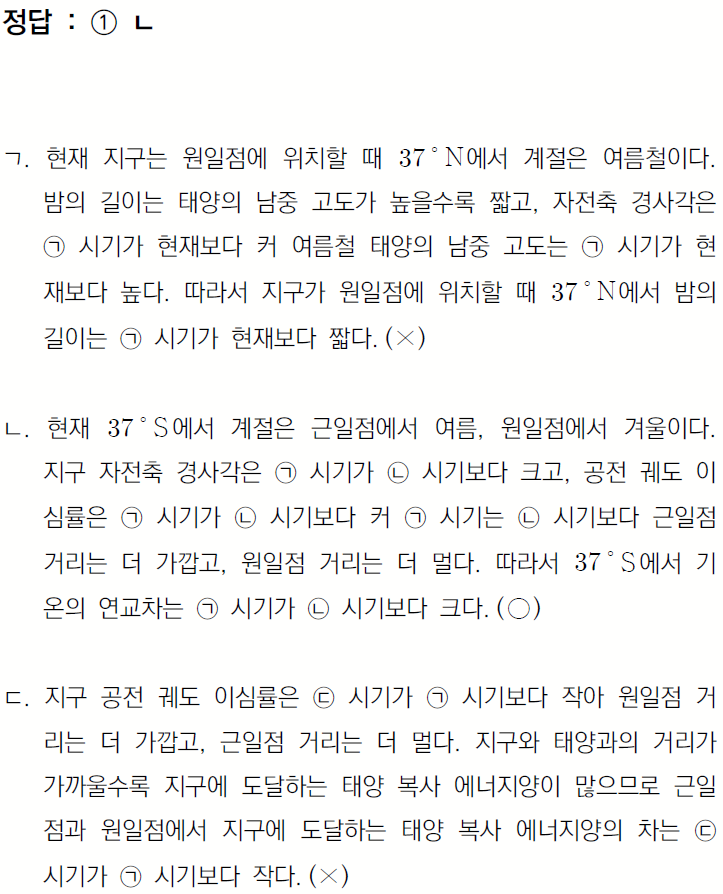 정답 : ① ㄴ
ㄱ. 현재 지구는 원일점에 위치할 때 37°N에서 계절은 여름철이다.
밤의 길이는 태양의 남중 고도가 높을수록 짧고, 자전축 경사각은
㉠ 시기가 현재보다 커 여름철 태양의 남중 고도는 ㉠ 시기가 현
재보다 높다. 따라서 지구가 원일점에 위치할 때 37°N에서 밤의
길이는 ㉠ 시기가 현재보다 짧다. (×)
ㄴ. 현재 37°S에서 계절은 근일점에서 여름, 원일점에서 겨울이다.
지구 자전축 경사각은 ㉠ 시기가 ㉡ 시기보다 크고, 공전 궤도 이
심률은 ㉠ 시기가 ㉡ 시기보다 커 ㉠ 시기는 ㉡ 시기보다 근일점
거리는 더 가깝고, 원일점 거리는 더 멀다. 따라서 37°S에서 기
온의 연교차는 ㉠ 시기가 ㉡ 시기보다 크다. (○)
ㄷ. 지구 공전 궤도 이심률은 ㉢ 시기가 ㉠ 시기보다 작아 원일점 거
리는 더 가깝고, 근일점 거리는 더 멀다. 지구와 태양과의 거리가
가까울수록 지구에 도달하는 태양 복사 에너지양이 많으므로 근일
점과 원일점에서 지구에 도달하는 태양 복사 에너지양의 차는 ㉢
시기가 ㉠ 시기보다 작다. (×)